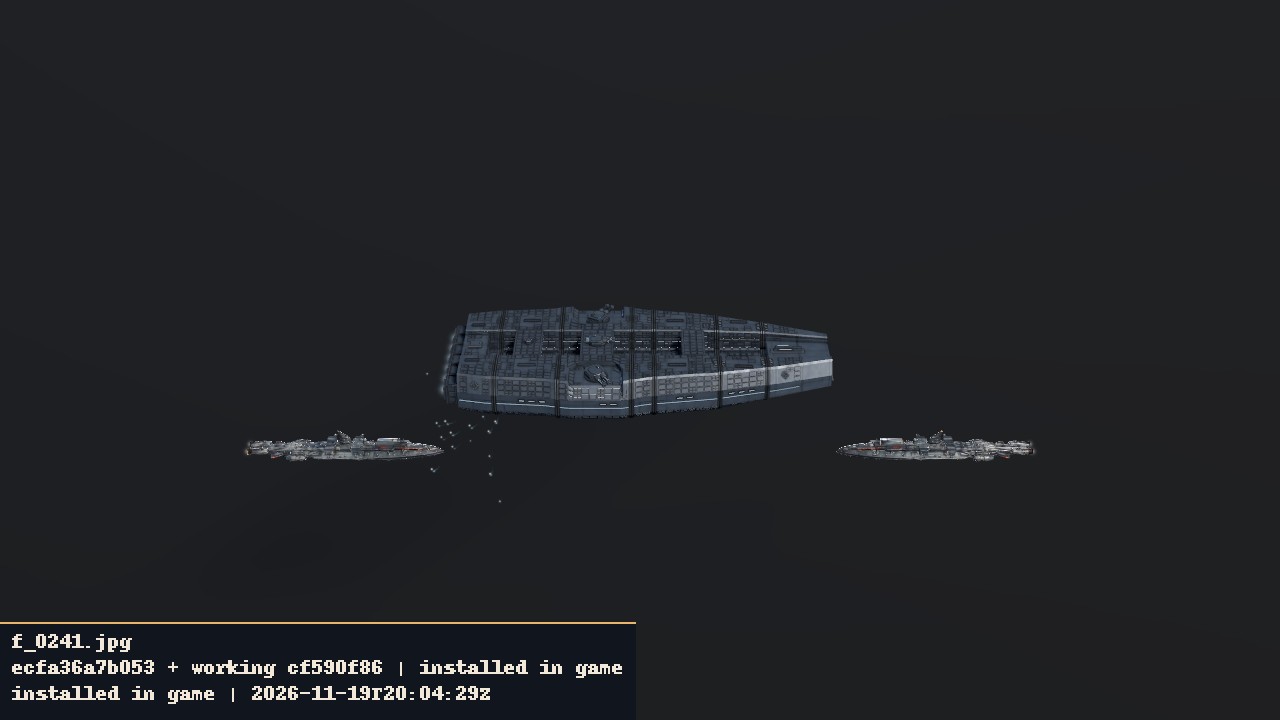 f_0241.jpg
ecfa36a7b053 + working cf590f86 | installed in game
installed in game | 2026-11-19T20:04:29Z